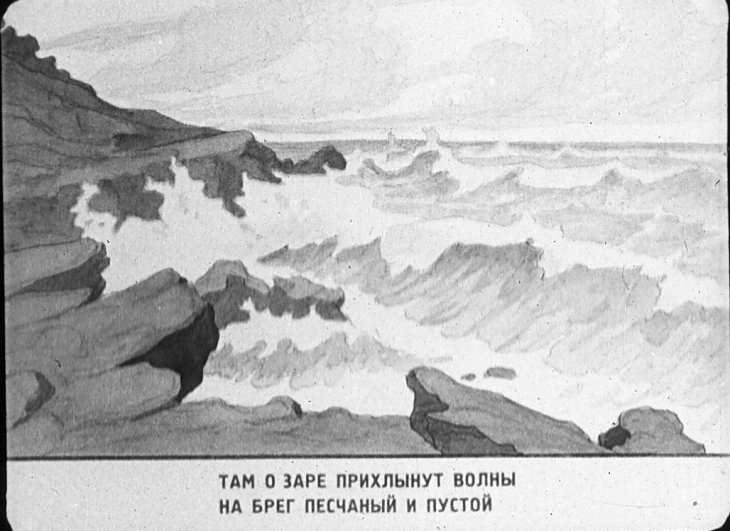 ТАМ О ЗАРЕ ПРИХЛЫНУТ ВОЛНЫ
НА БРЕГ ПЕСЧАНЫЙ И ПУСТОЙ